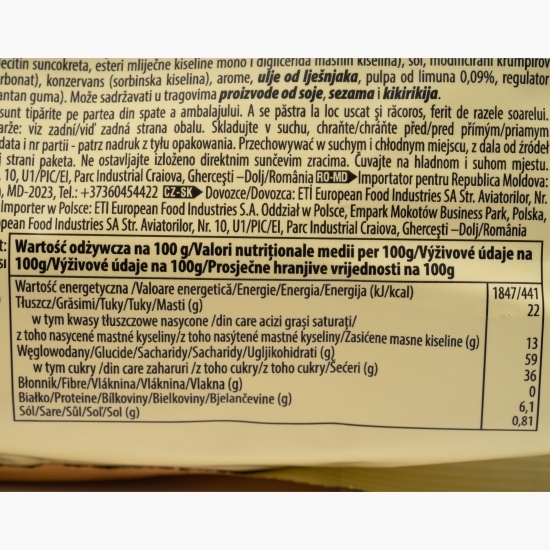 lecitin suncokreta, esteri mliječne kiseline mono i diglicerida masnih kiselina), sol, modificirani krumpirov
rbonat), konzervans (sorbinska kiselina), arome, ulje od lješnjaka, pulpa od limuna 0,09%, regulator
antan guma). Može sadržavati u tragovima proizvode od soje, sezama i kikirikija.
sunt tipărite pe partea din spate a ambalajului. A se păstra la loc uscat și răcoros, ferit de razele soarelui.
arže: viz zadní/viď zadná strana obalu. Skladujte v suchu, chraňte/chráňte před/pred přímým/priamym
data i nr partii - patrz nadruk z tyłu opakowania. Przechowywać w suchym i chłodnym miejscu, z dala od źródeł
j strani paketa. Ne ostavljajte izloženo direktnim sunčevim zracima. Čuvajte na hladnom i suhom mjestu.
10, U1/PIC/EI, Parc Industrial Craiova, Ghercești –Dolj/România RO-MD Importator pentru Republica Moldova:
, MD-2023, Tel.: +37360454422 CZ-SK Dovozce/Dovozca: ETİ European Food Industries SA Str. Aviatorilor, Nr.
Importer w Polsce: ETI European Food Industries S.A. Oddział w Polsce, Empark Mokotów Business Park, Polska,
pean Food Industries SA Str. Aviatorilor, Nr. 10, U1/PIC/EI, Parc Industrial Craiova, Ghercești –Dolj/România
t: Wartość odżywcza na 100 g/Valori nutriționale medii per 100g/Výživové údaje na
si 100g/Výživové údaje na 100g/Prosječne hranjive vrijednosti na 100g
Wartość energetyczna /Valoare energetică/Energie/Energia/Energija (kJ/kcal) 1847/441
Tłuszcz/Grăsimi/Tuky/Tuky/Masti (g) 22
w tym kwasy tłuszczowe nasycone /din care acizi grași saturați/
z toho nasycené mastné kyseliny/z toho nasýtené mastné kyseliny/Zasićene masne kiseline (g) 13
Węglowodany/Glucide/Sacharidy/Sacharidy/Ugljikohidrati (g) 59
w tym cukry /din care zaharuri /z toho cukry/z toho cukry/Šećeri (g) 36
Błonnik/Fibre/Vláknina/Vláknina/Vlakna (g) 0
Białko/Proteine/Bílkoviny/Bielkoviny/Bjelančevine (g) 6,1
Sól/Sare/Sůl/Soľ/Sol (g) 0,81